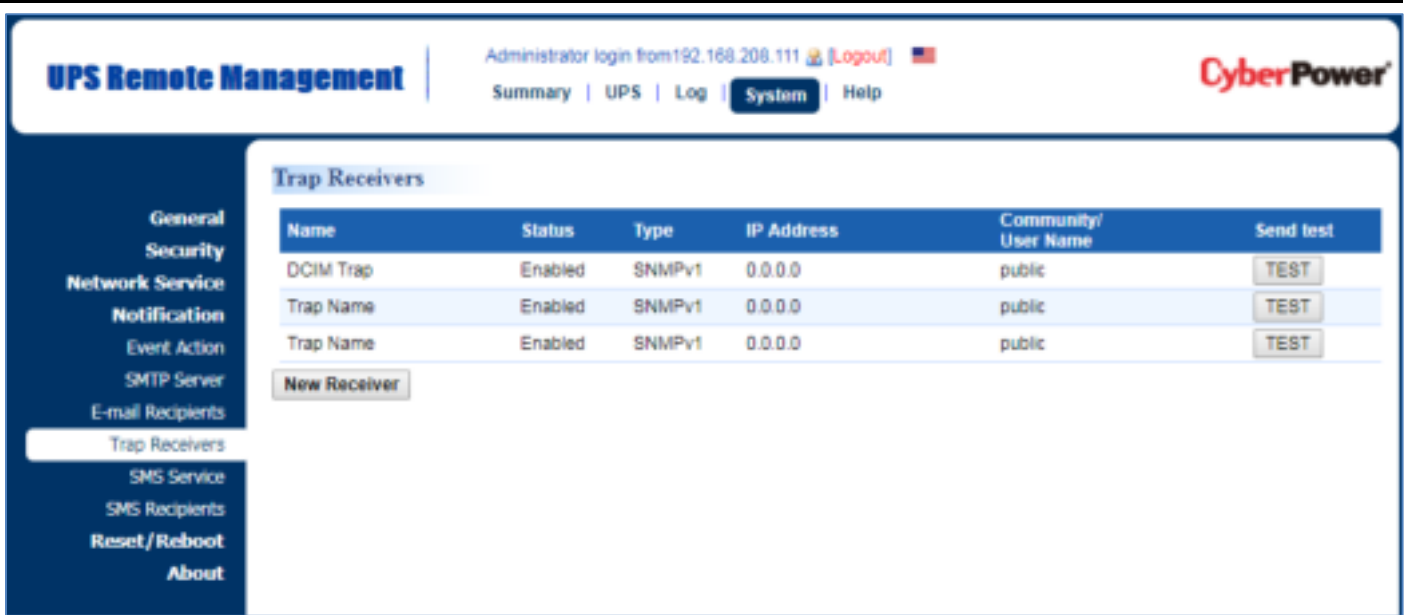 Administrator login from192.168.208.111 [Logout]
UPS Remote Management
CyberPower
Summary | UPS | Log | System | Help
Trap Receivers
General
Security
Network Service
Notification
Event Action
SMTP Server
E-mail Recipients
Trap Receivers
SMS Service
SMS Recipients
Reset/Reboot
About
Name Status Type IP Address Community/ User Name Send test
DCIM Trap Enabled SNMPv1 0.0.0.0 public TEST
Trap Name Enabled SNMPv1 0.0.0.0 public TEST
Trap Name Enabled SNMPv1 0.0.0.0 public TEST
New Receiver